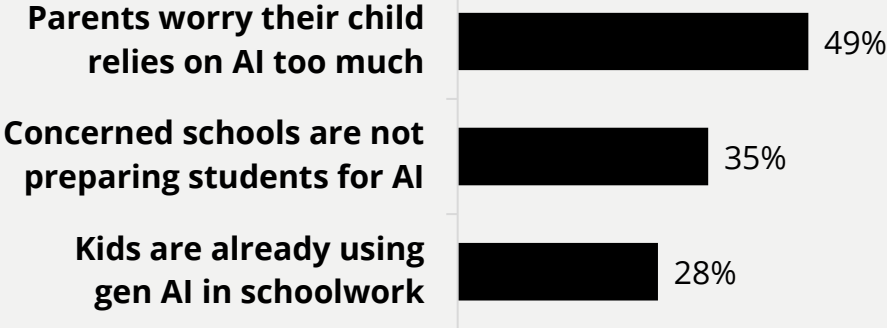 Parents worry their child
relies on AI too much
49%
Concerned schools are not
preparing students for AI
35%
Kids are already using
gen AI in schoolwork
28%